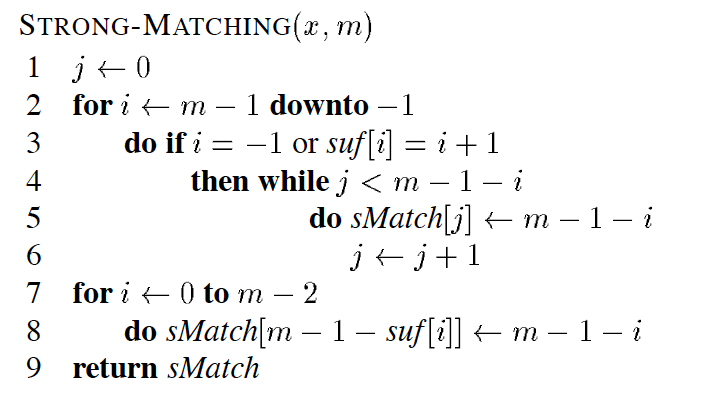 STRONG-MATCHING(x, m)
1 j ← 0
2 for i ← m − 1 downto −1
3 do if i = −1 or suf[i] = i + 1
4 then while j < m − 1 − i
5 do sMatch[j] ← m − 1 − i
6 j ← j + 1
7 for i ← 0 to m − 2
8 do sMatch[m − 1 − suf[i]] ← m − 1 − i
9 return sMatch